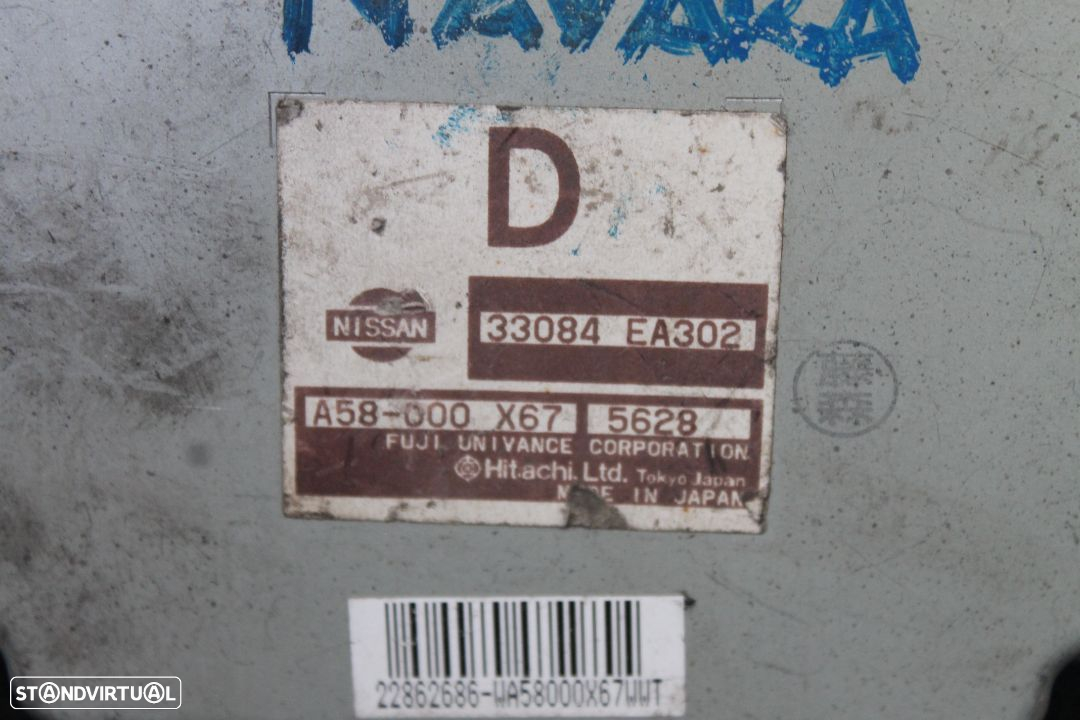 NAVARA
D
NISSAN
33084 EA302
A58-000 X67 5628
FUJI UNIVANCE CORPORATION
Hitachi, Ltd. Tokyo Japan
MADE IN JAPAN
22862686-WA58000X67WWT
STANDVIRTUAL